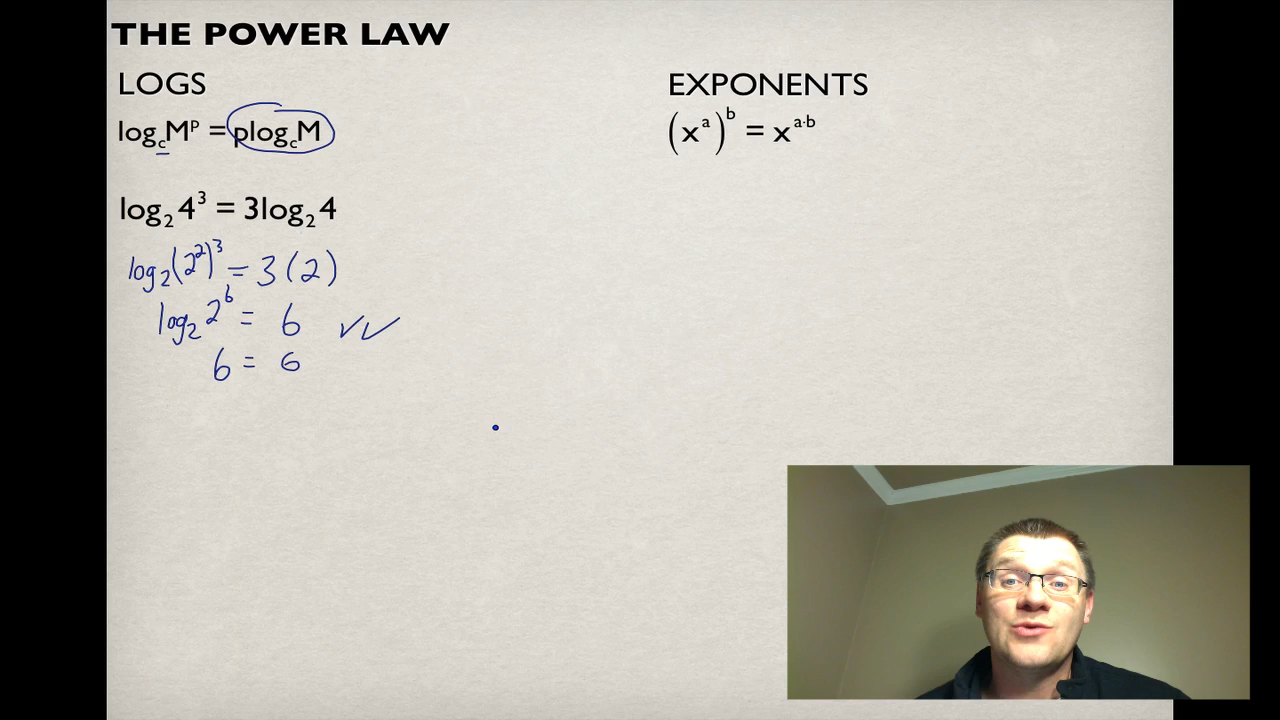 THE POWER LAW
LOGS
log_c M^P = plog_c M
log_2 4^3 = 3log_2 4
log_2 (2^2)^3 = 3(2)
log_2 2^6 = 6 ✓✓
6 = 6
EXPONENTS
(x^a)^b = x^(a·b)